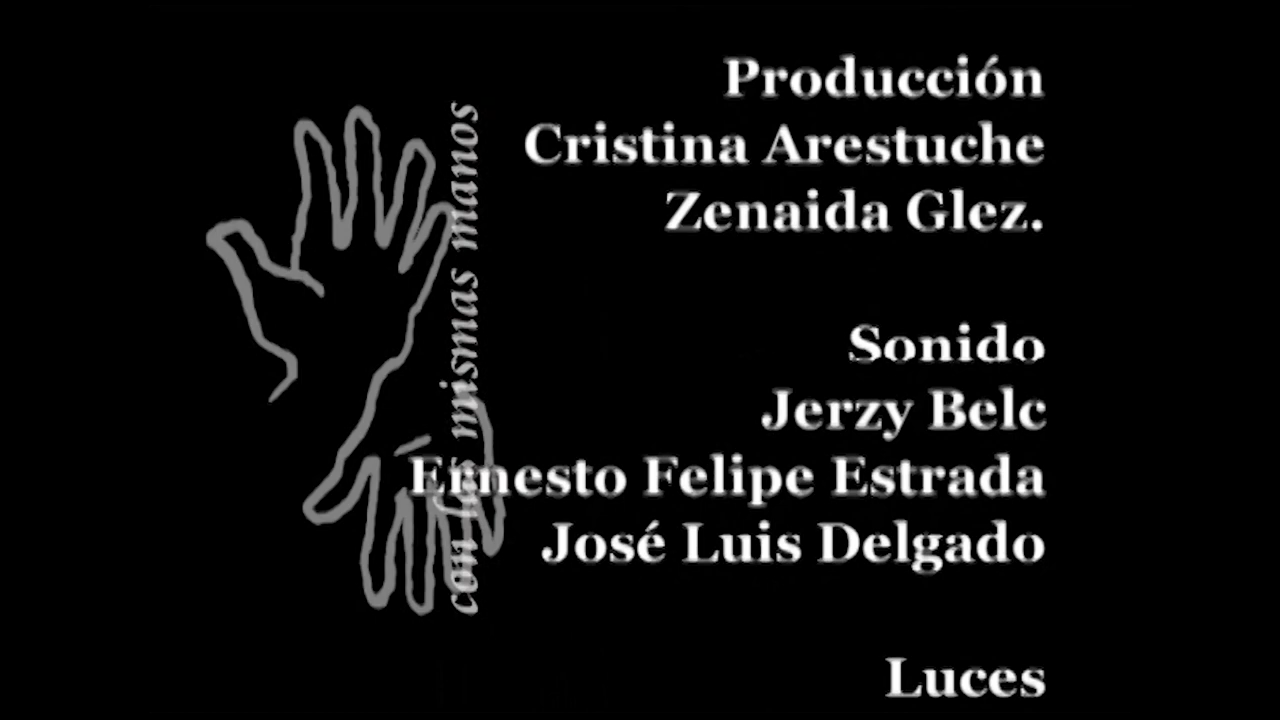 Producción
Cristina Arestuche
Zenaida Glez.
Sonido
Jerzy Belc
Ernesto Felipe Estrada
José Luis Delgado
Luces
con las mismas manos